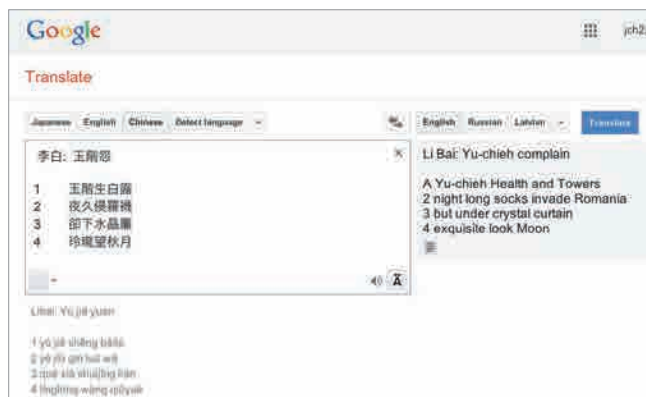 Google
jch2
Translate
Japanese English Chinese Detect language
English Russian Latvian Translate
李白: 玉階怨
Li Bai: Yu-chieh complain
1 玉階生白露
2 夜久侵羅襪
3 卻下水晶簾
4 玲瓏望秋月
A Yu-chieh Health and Towers
2 night long socks invade Romania
3 but under crystal curtain
4 exquisite look Moon
Ä